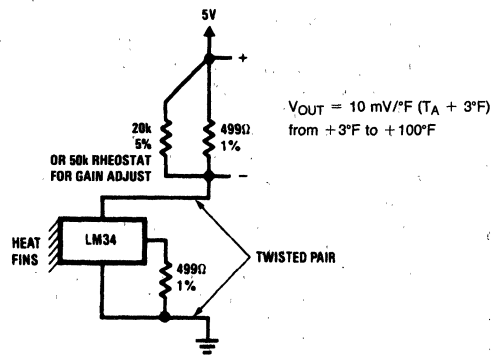 5V
+
20k
5%
499Ω
1%
OR 50k RHEOSTAT
FOR GAIN ADJUST
−
VOUT = 10 mV/°F (TA + 3°F)
from +3°F to +100°F
HEAT
FINS
LM34
499Ω
1%
TWISTED PAIR